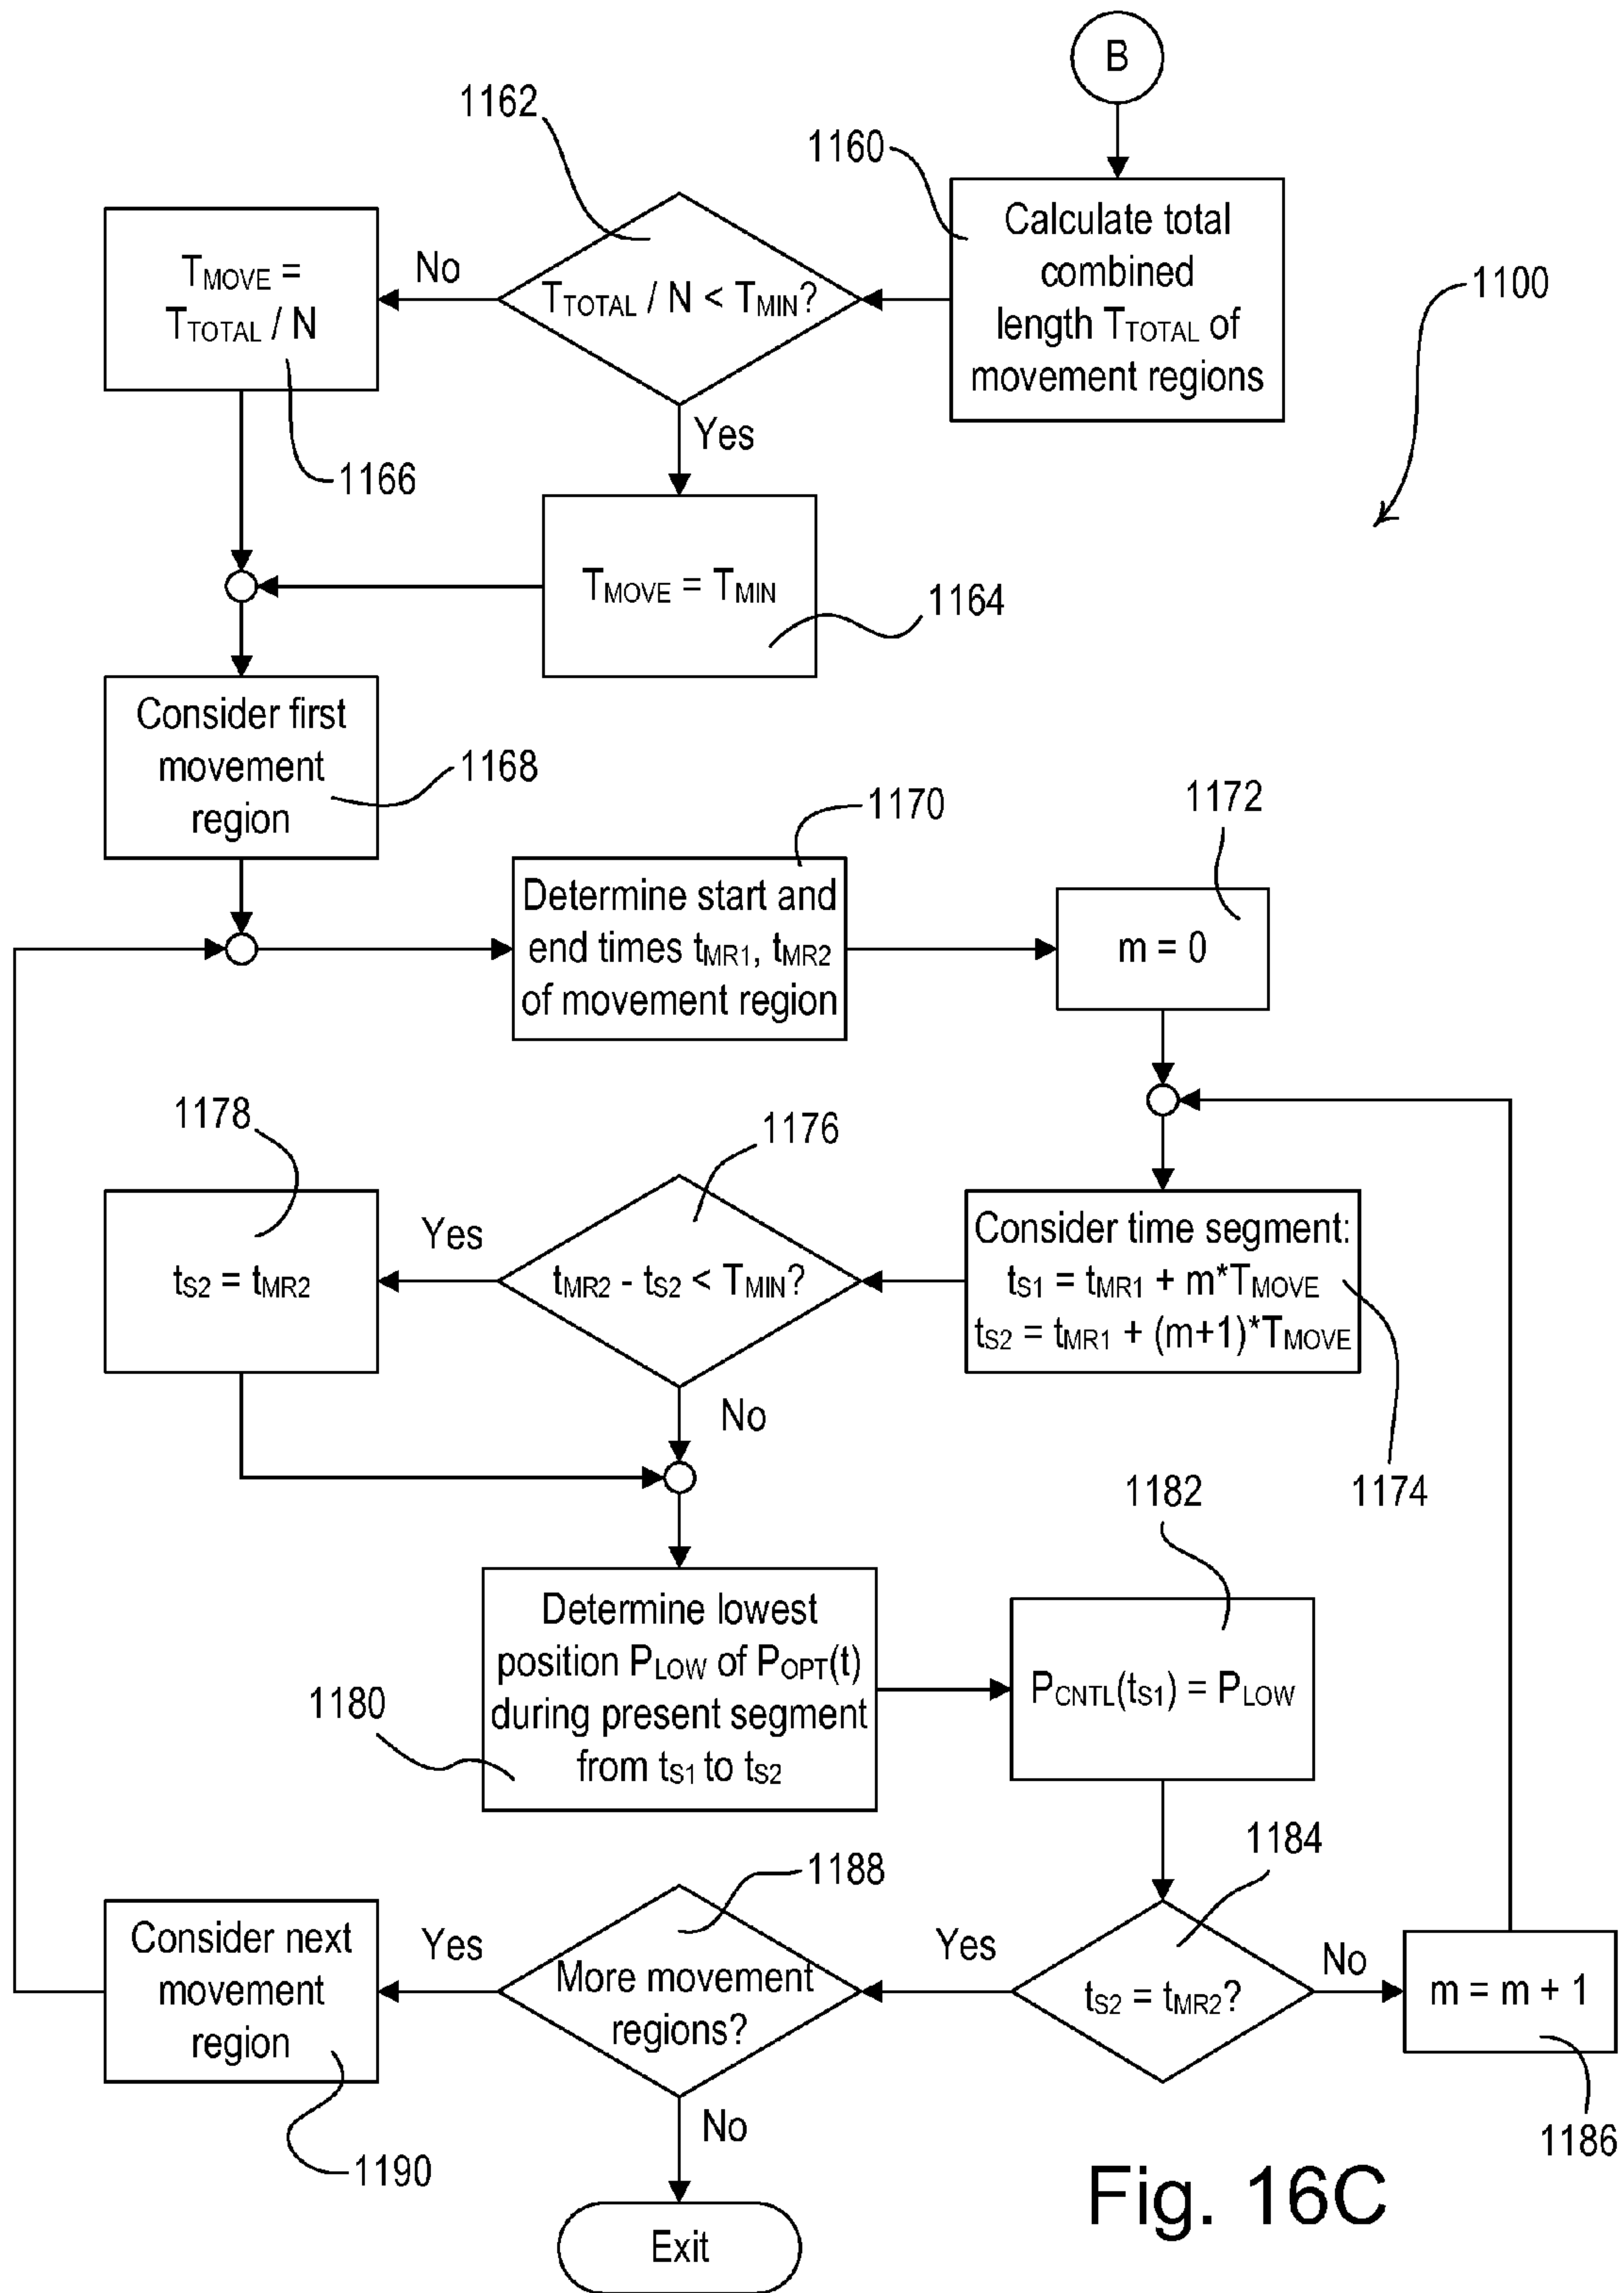 B
1162
1160
Calculate total
combined
length TTOTAL of
movement regions
1100
TMOVE =
TTOTAL / N
No
TTOTAL / N < TMIN?
Yes
1166
TMOVE = TMIN
1164
Consider first
movement
region
1168
1170
1172
Determine start and
end times tMR1, tMR2
of movement region
m = 0
1178
1176
Yes
tS2 = tMR2
tMR2 - tS2 < TMIN?
Consider time segment:
tS1 = tMR1 + m*TMOVE
tS2 = tMR1 + (m+1)*TMOVE
No
1174
1182
Determine lowest
position PLOW of POPT(t)
during present segment
from tS1 to tS2
1180
PCNTL(tS1) = PLOW
1184
1188
Consider next
movement
region
Yes
More movement
regions?
Yes
tS2 = tMR2?
No
m = m + 1
1190
No
1186
Exit
Fig. 16C